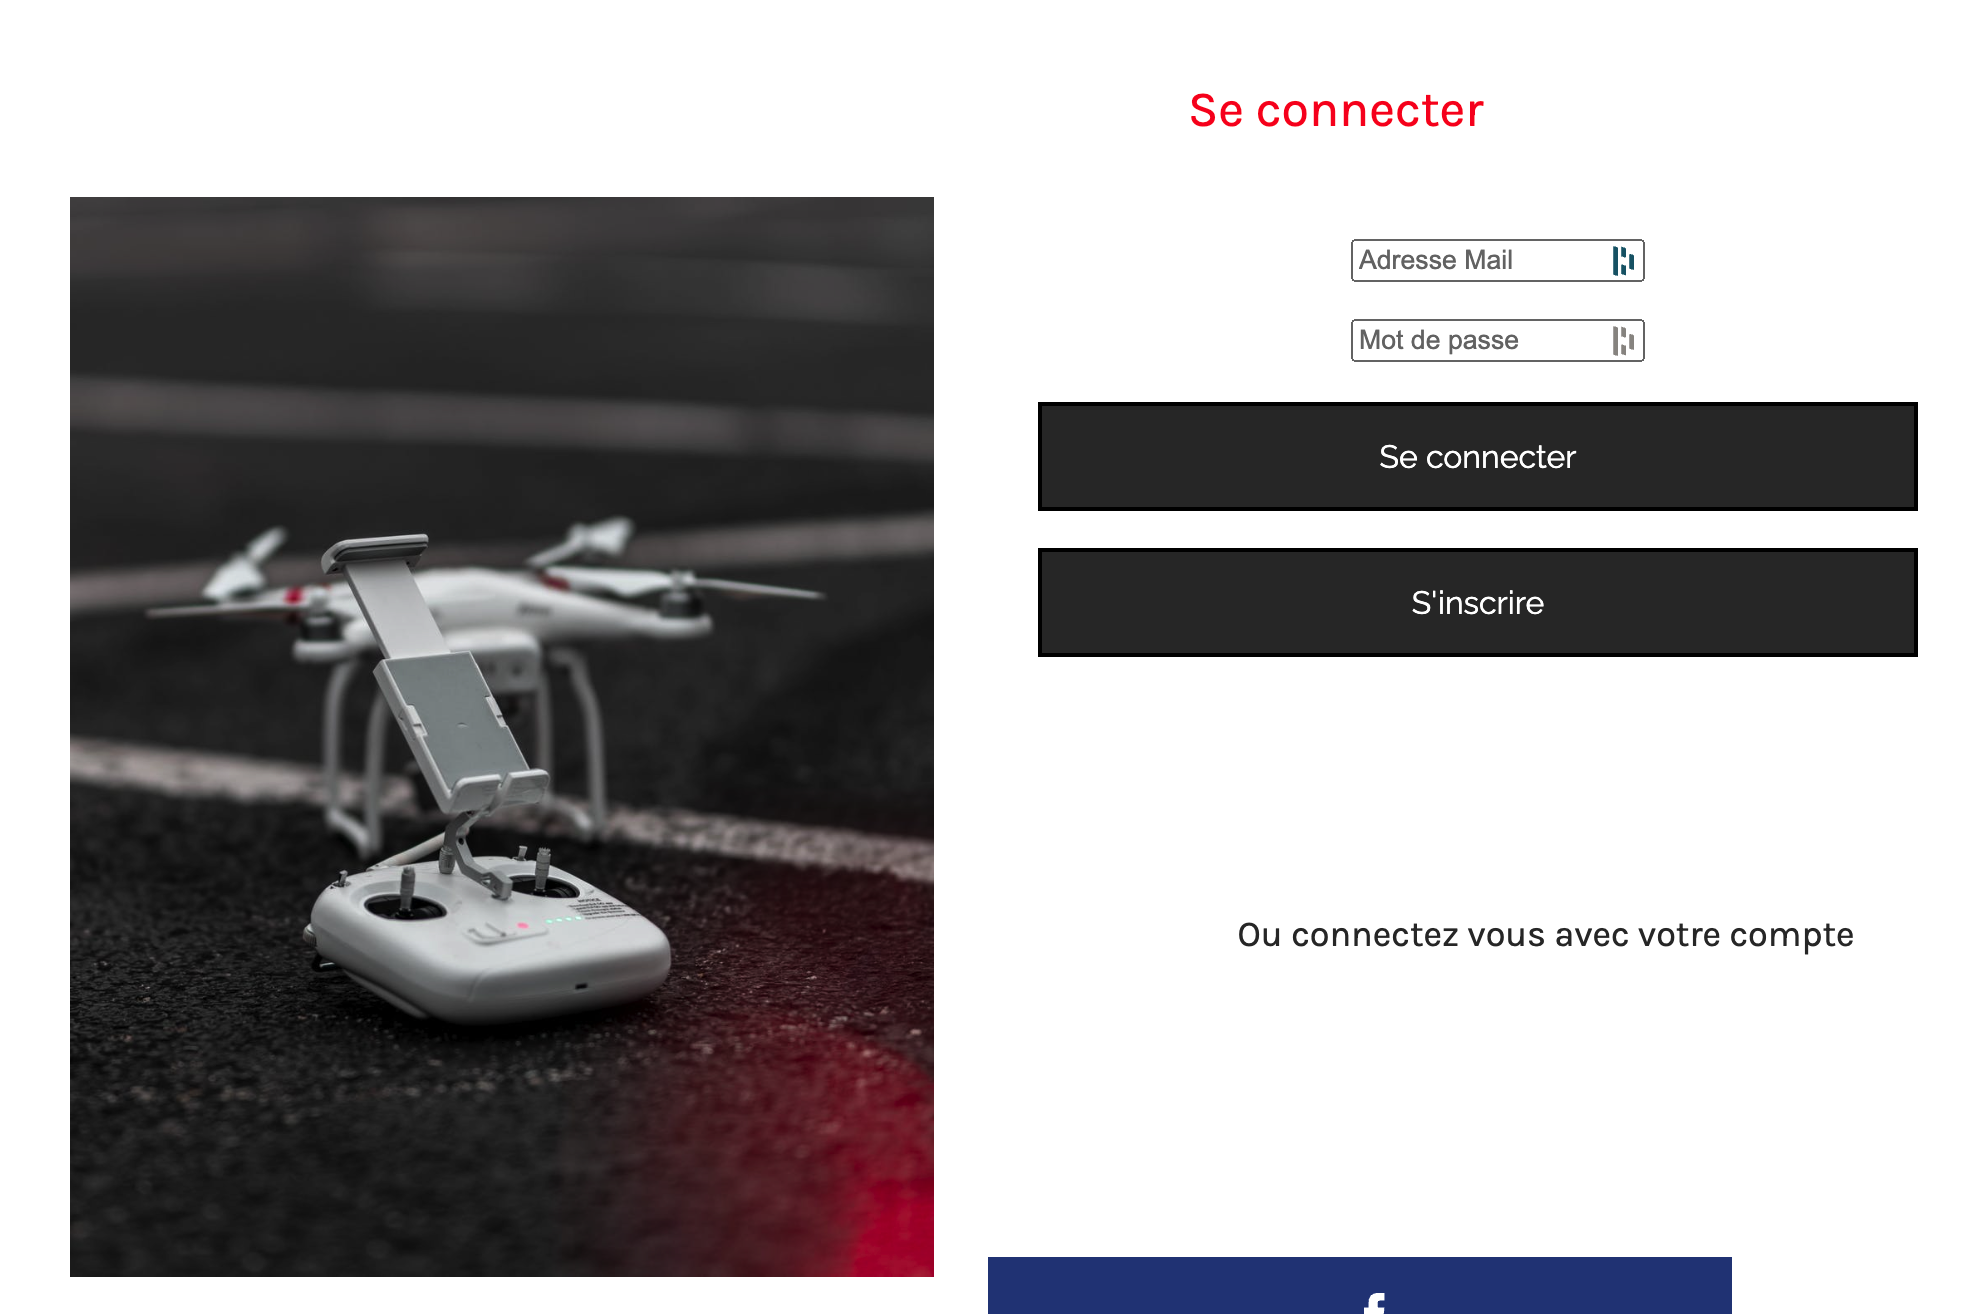 Se connecter
Adresse Mail
Mot de passe
Se connecter
S'inscrire
Ou connectez vous avec votre compte